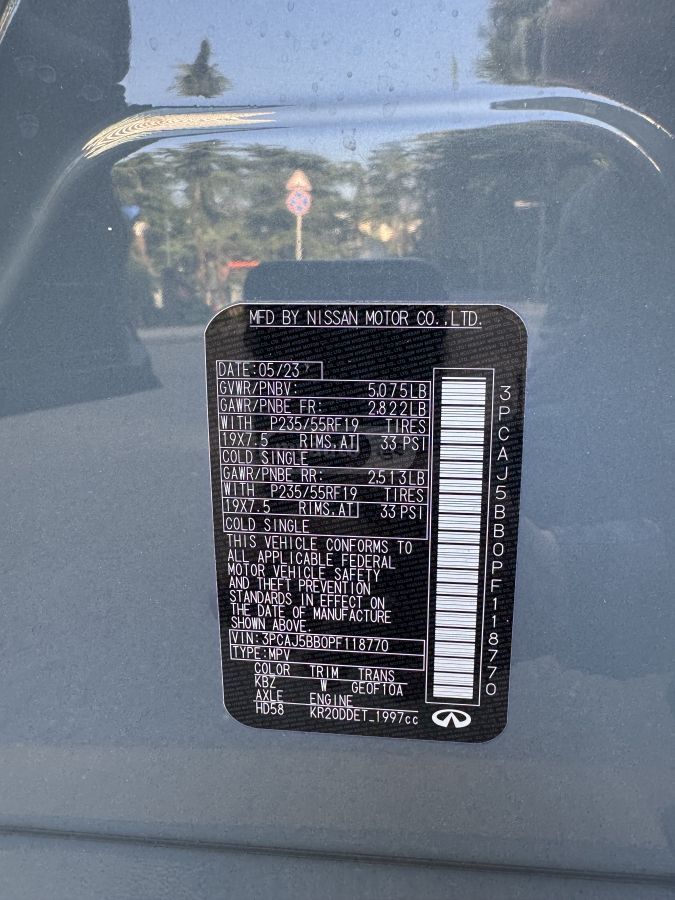 MFD BY NISSAN MOTOR CO.,LTD.
DATE:05/23
GVWR/PNBV: 5,075LB
GAWR/PNBE FR: 2,822LB
WITH P235/55RF19 TIRES
19X7.5 RIMS,AT 33 PSI
COLD SINGLE
GAWR/PNBE RR: 2,513LB
WITH P235/55RF19 TIRES
19X7.5 RIMS,AT 33 PSI
COLD SINGLE
THIS VEHICLE CONFORMS TO
ALL APPLICABLE FEDERAL
MOTOR VEHICLE SAFETY
AND THEFT PREVENTION
STANDARDS IN EFFECT ON
THE DATE OF MANUFACTURE
SHOWN ABOVE.
VIN:3PCAJ5BB0PF118770
TYPE:MPV
COLOR TRIM TRANS
KBZ W GE0F10A
AXLE ENGINE
HD58 KR20DDET_1997cc
3PCAJ5BB0PF118770